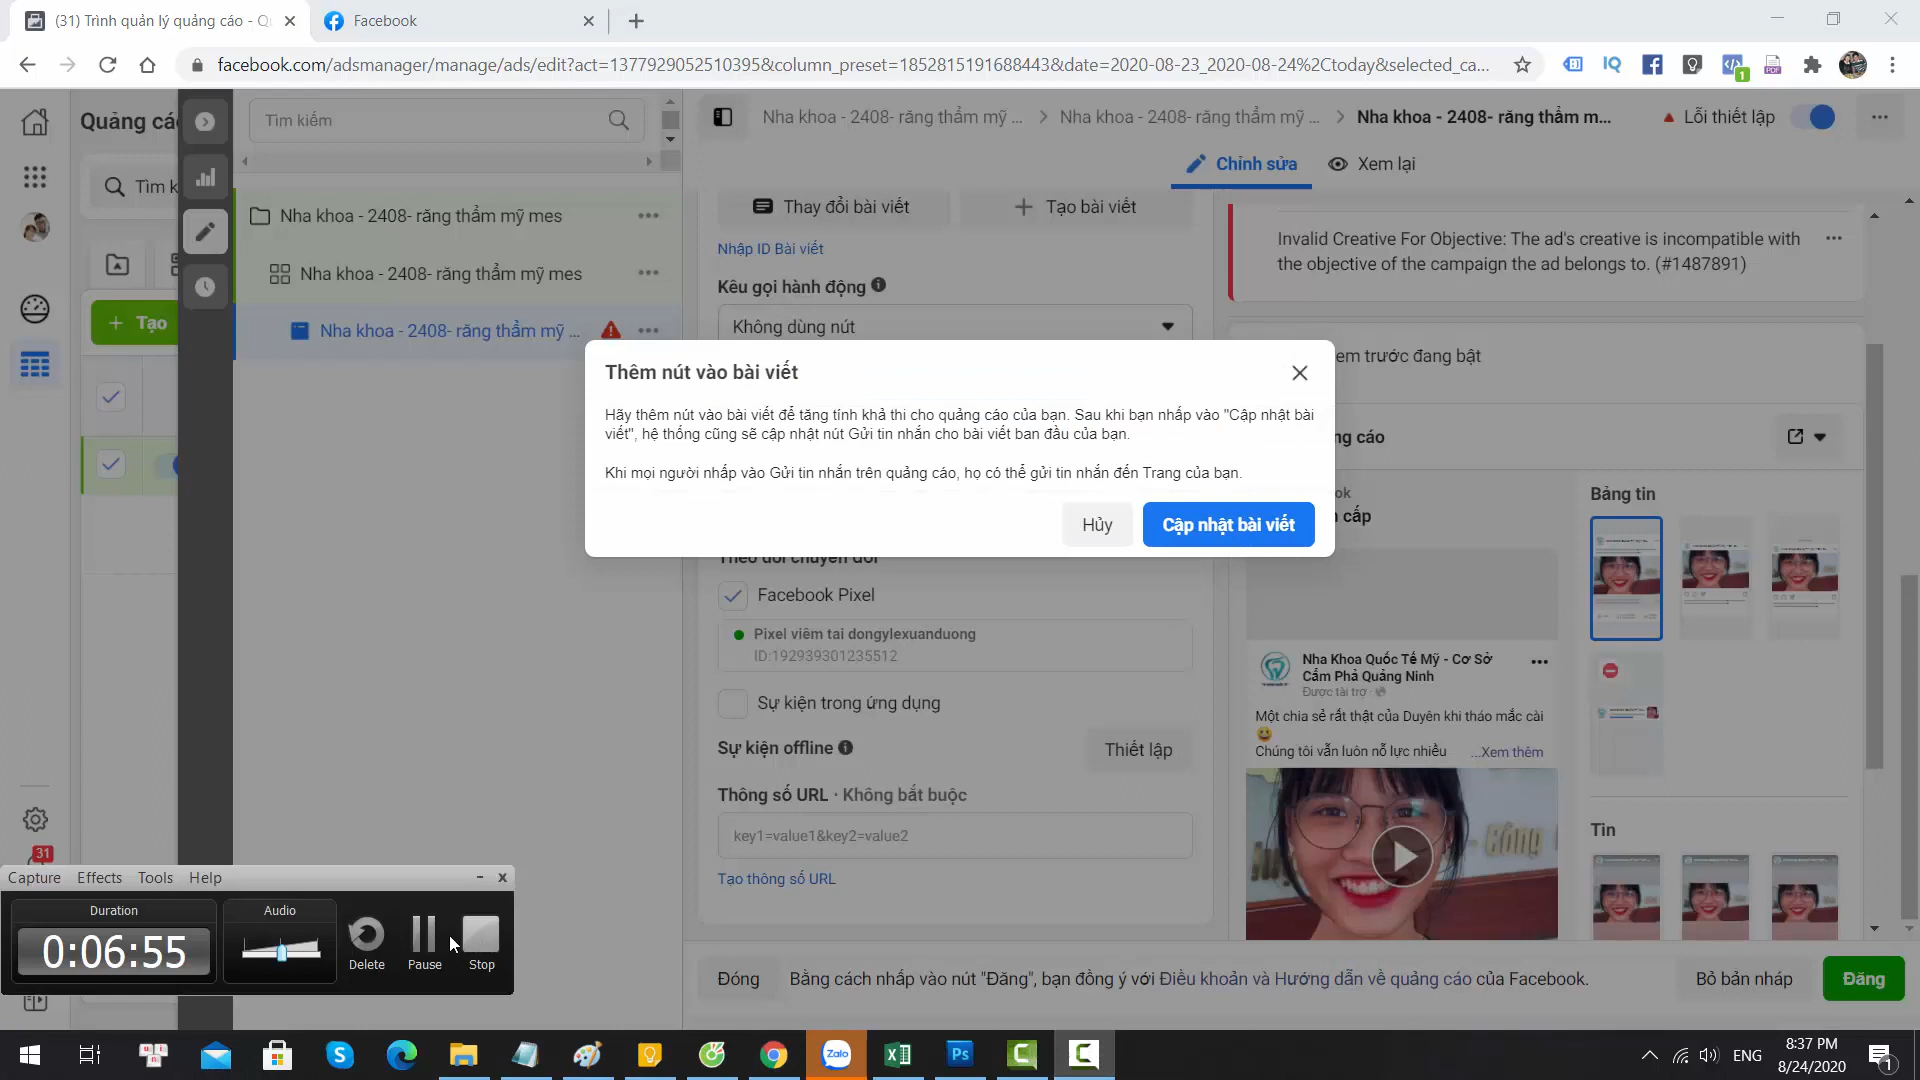 (31) Trình quản lý quảng cáo - Q
Facebook
facebook.com/adsmanager/manage/ads/edit?act=1377929052510395&column_preset=1852815191688443&date=2020-08-23_2020-08-24%2Ctoday&selected_ca...
1
Quảng cáo
Tìm k
Tạo
31
Tìm kiếm
Nha khoa - 2408- răng thẩm mỹ mes
Nha khoa - 2408- răng thẩm mỹ mes
Nha khoa - 2408- răng thẩm mỹ ...
Nha khoa - 2408- răng thẩm mỹ ...
Nha khoa - 2408- răng thẩm mỹ ...
Nha khoa - 2408- răng thẩm m...
Lỗi thiết lập
Chỉnh sửa
Xem lại
Thay đổi bài viết
Tạo bài viết
Nhập ID Bài viết
Kêu gọi hành động
Không dùng nút
Thêm nút vào bài viết
Hãy thêm nút vào bài viết để tăng tính khả thi cho quảng cáo của bạn. Sau khi bạn nhấp vào "Cập nhật bài
viết", hệ thống cũng sẽ cập nhật nút Gửi tin nhắn cho bài viết ban đầu của bạn.
Khi mọi người nhấp vào Gửi tin nhắn trên quảng cáo, họ có thể gửi tin nhắn đến Trang của bạn.
Hủy
Cập nhật bài viết
Theo dõi chuyển đổi
Facebook Pixel
Pixel viêm tai dongylexuanduong
ID:192939301235512
Sự kiện trong ứng dụng
Sự kiện offline
Thiết lập
Thông số URL · Không bắt buộc
key1=value1&key2=value2
Tạo thông số URL
Invalid Creative For Objective: The ad's creative is incompatible with
the objective of the campaign the ad belongs to. (#1487891)
em trước đang bật
ng cáo
ok
cấp
Nha Khoa Quốc Tế Mỹ - Cơ Sở
Cẩm Phả Quảng Ninh
Được tài trợ ·
Một chia sẻ rất thật của Duyên khi tháo mắc cài
Chúng tôi vẫn luôn nỗ lực nhiều
...Xem thêm
Bảng tin
Tin
Đóng
Bằng cách nhấp vào nút "Đăng", bạn đồng ý với Điều khoản và Hướng dẫn về quảng cáo của Facebook.
Bỏ bản nháp
Đăng
Capture
Effects
Tools
Help
Duration
0:06:55
Audio
Delete
Pause
Stop
Zalo
Ps
ENG
8:37 PM
8/24/2020
1